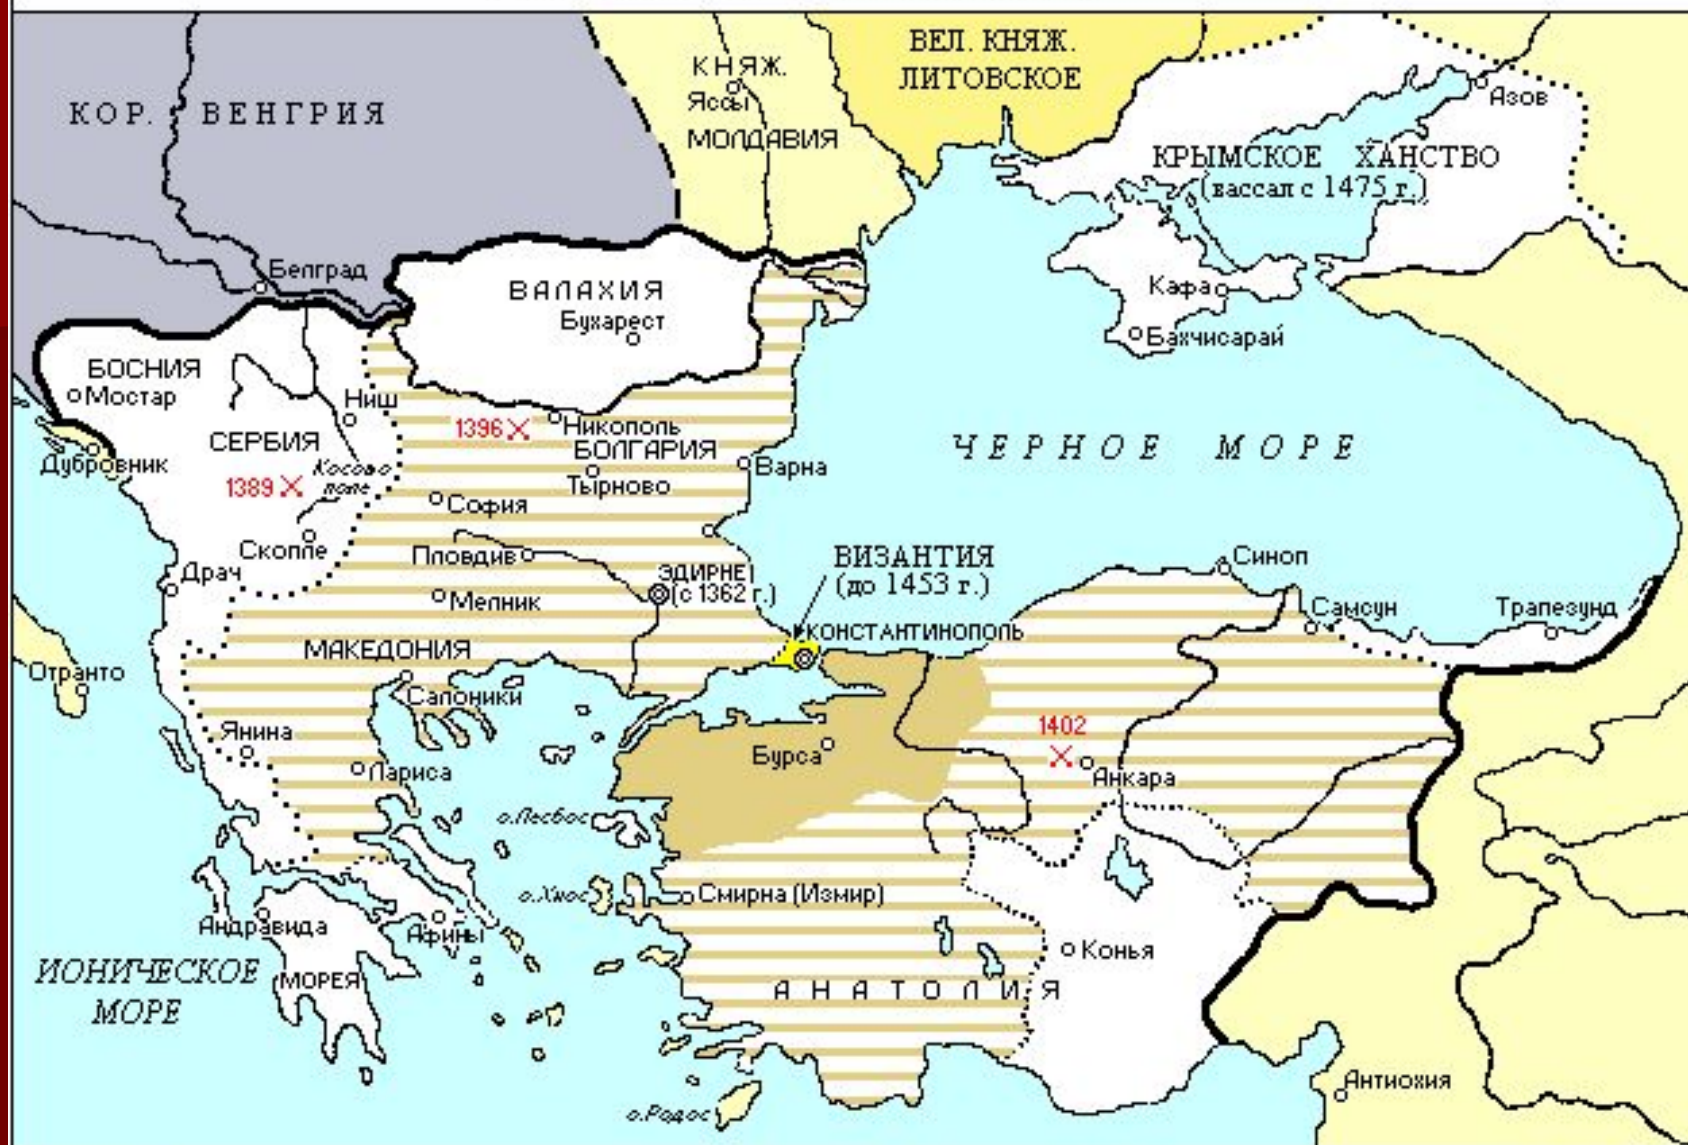 ВЕЛ. КНЯЖ.
ЛИТОВСКОЕ
КНЯЖ.
Яссы
МОЛДАВИЯ
КОР. ВЕНГРИЯ
Азов
КРЫМСКОЕ ХАНСТВО
(вассал с 1475 г.)
Белград
ВАЛАХИЯ
Бухарест
Кафа
Бахчисарай
БОСНИЯ
Мостар
Ниш
1396
Никополь
СЕРБИЯ
БОЛГАРИЯ
ЧЕРНОЕ МОРЕ
Дубровник
Косово
поле
1389
Варна
Тырново
София
Скопле
Пловдив
ВИЗАНТИЯ
(до 1453 г.)
Синоп
Драч
ЭДИРНЕ
(с 1362 г.)
Мелник
Самсун
Трапезунд
КОНСТАНТИНОПОЛЬ
МАКЕДОНИЯ
Отранто
Салоники
Янина
1402
Бурса
Лариса
Анкара
о.Лесбос
о.Хиос
Смирна (Измир)
Андравида
Афины
Конья
ИОНИЧЕСКОЕ
МОРЕ
МОРЕЯ
АНАТОЛИЯ
Антиохия
о.Родос